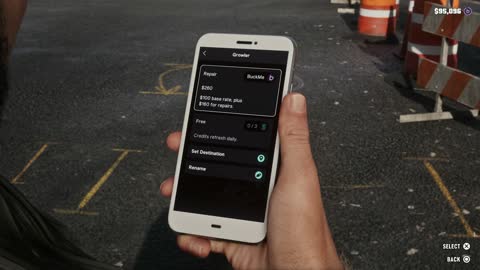 $95,096
Growler
Repair
BuckMe
$260
$100 base rate, plus
$160 for repairs.
Free
0 / 3
Credits refresh daily.
Set Destination
Rename
SELECT
BACK